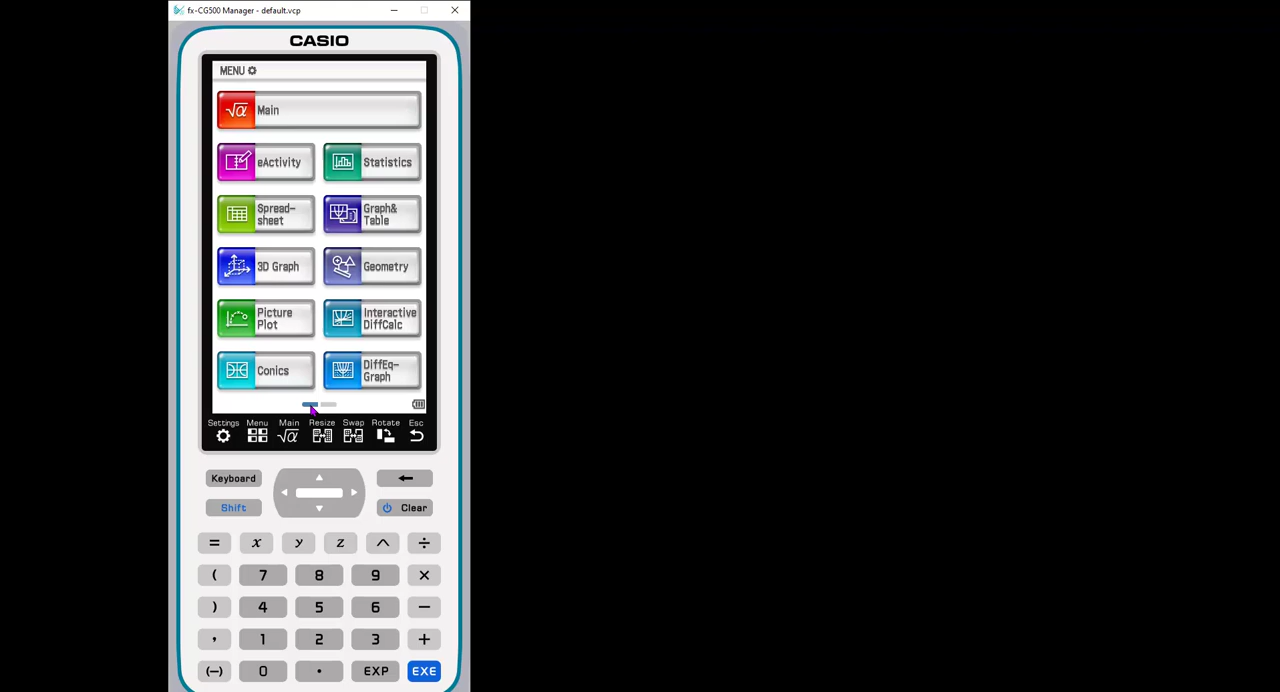 fx-CG500 Manager - default.vcp
CASIO
MENU
√α Main
eActivity Statistics
Spread-
sheet
Graph&
Table
3D Graph Geometry
Picture
Plot
Interactive
DiffCalc
Conics
DiffEq-
Graph
Settings Menu Main Resize Swap Rotate Esc
√α
Keyboard
Shift Clear
= x y z ^ ÷
( 7 8 9 ×
) 4 5 6 −
, 1 2 3 +
(−) 0 • EXP EXE